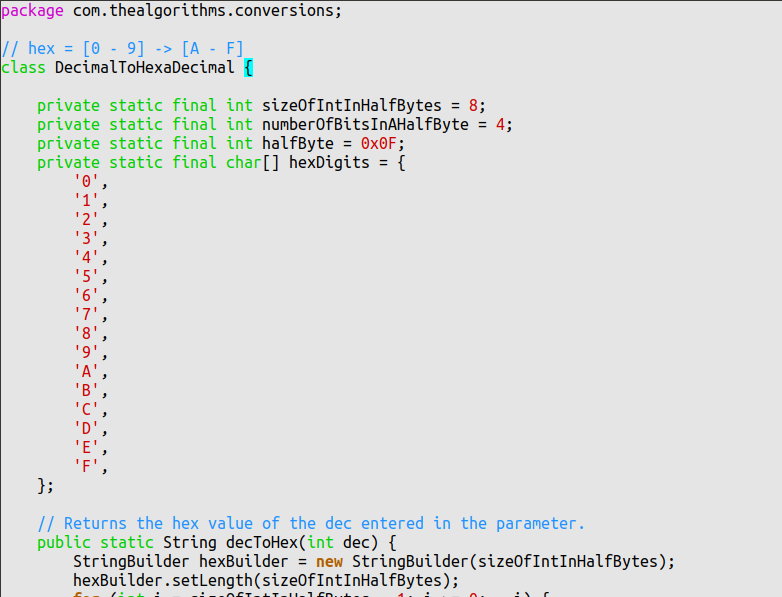 package com.thealgorithms.conversions;

// hex = [0 - 9] -> [A - F]
class DecimalToHexaDecimal {

    private static final int sizeOfIntInHalfBytes = 8;
    private static final int numberOfBitsInAHalfByte = 4;
    private static final int halfByte = 0x0F;
    private static final char[] hexDigits = {
        '0',
        '1',
        '2',
        '3',
        '4',
        '5',
        '6',
        '7',
        '8',
        '9',
        'A',
        'B',
        'C',
        'D',
        'E',
        'F',
    };

    // Returns the hex value of the dec entered in the parameter.
    public static String decToHex(int dec) {
        StringBuilder hexBuilder = new StringBuilder(sizeOfIntInHalfBytes);
        hexBuilder.setLength(sizeOfIntInHalfBytes);